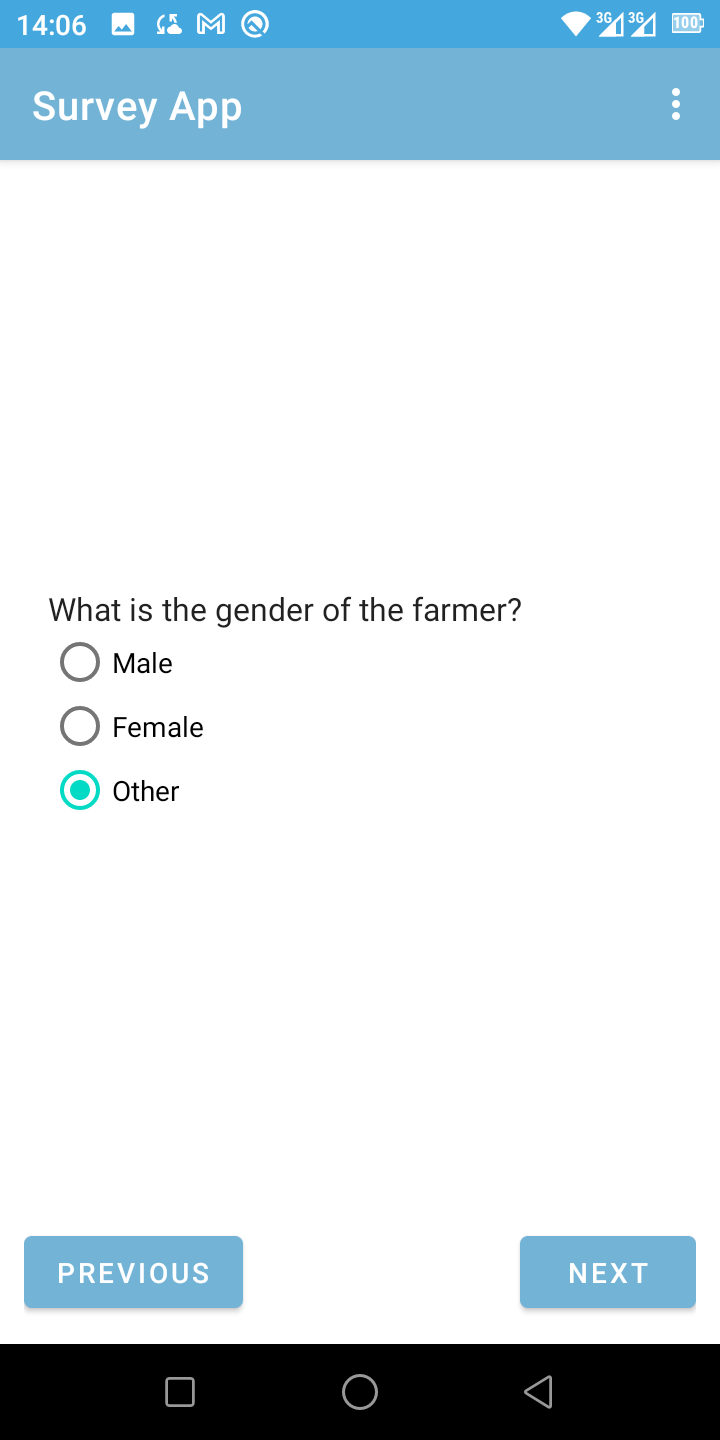 14:06 3G 3G 100
Survey App
What is the gender of the farmer?
Male
Female
Other
PREVIOUS NEXT